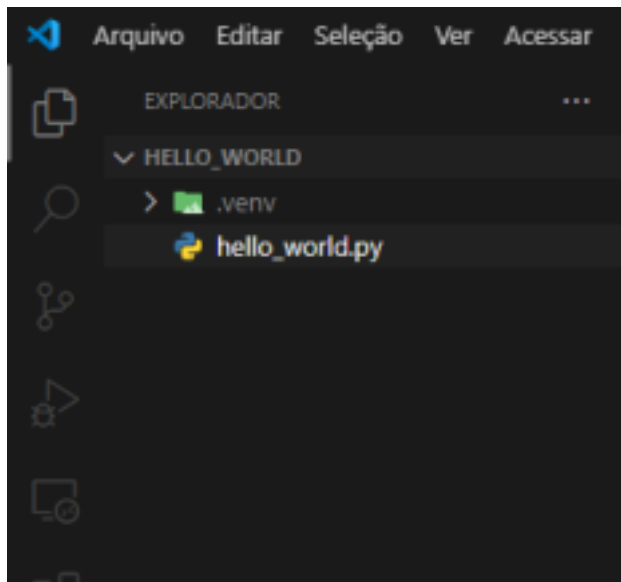 Arquivo Editar Seleção Ver Acessar
EXPLORADOR ...
HELLO_WORLD
.venv
hello_world.py